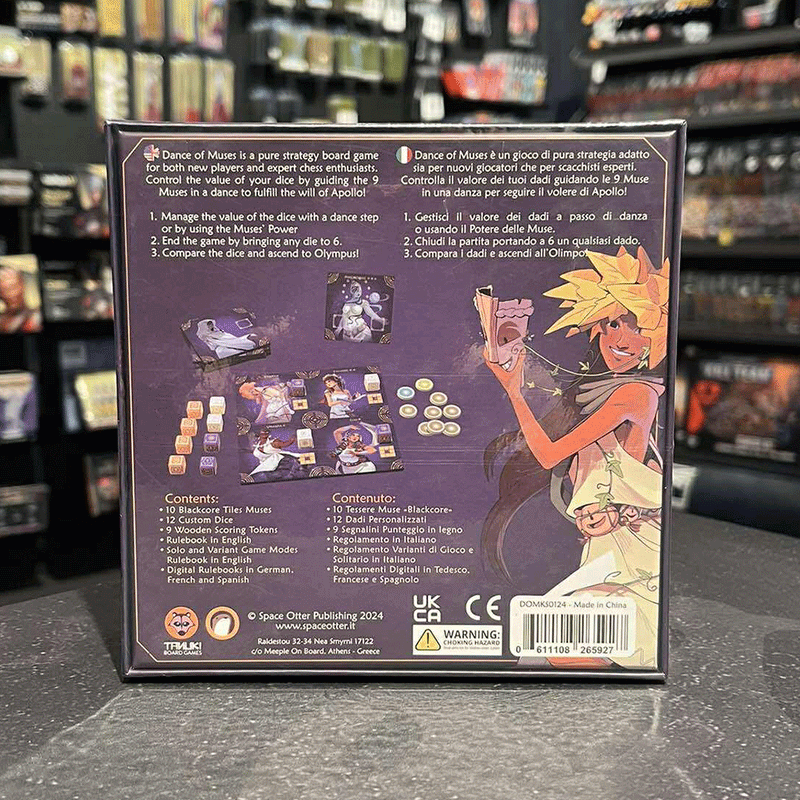 Dance of Muses is a pure strategy board game
for both new players and expert chess enthusiasts.
Control the value of your dice by guiding the 9
Muses in a dance to fulfill the will of Apollo!
1. Manage the value of the dice with a dance step
or by using the Muses' Power
2. End the game by bringing any die to 6.
3. Compare the dice and ascend to Olympus!
Dance of Muses è un gioco di pura strategia adatto
sia per nuovi giocatori che per scacchisti esperti.
Controlla il valore dei tuoi dadi guidando le 9 Muse
in una danza per seguire il volere di Apollo!
1. Gestisci il valore dei dadi a passo di danza
o usando il Potere delle Muse.
2. Chiudi la partita portando a 6 un qualsiasi dado.
3. Compara i dadi e ascendi all'Olimpo!
Contents:
• 10 Blackcore Tiles Muses
• 12 Custom Dice
• 9 Wooden Scoring Tokens
• Rulebook in English
• Solo and Variant Game Modes
Rulebook in English
• Digital Rulebooks in German,
French and Spanish
Contenuto:
• 10 Tessere Muse «Blackcore»
• 12 Dadi Personalizzati
• 9 Segnalini Punteggio in legno
• Regolamento in Italiano
• Regolamento Varianti di Gioco e
Solitario in Italiano
• Regolamenti Digitali in Tedesco,
Francese e Spagnolo
TANUKI
BOARD GAMES
© Space Otter Publishing 2024
www.spaceotter.it
Raidestou 32-34 Nea Smyrni 17122
c/o Meeple On Board, Athens - Greece
UK
CA
CE
WARNING:
CHOKING HAZARD
DOMKS0124 - Made in China
0 611108 265927